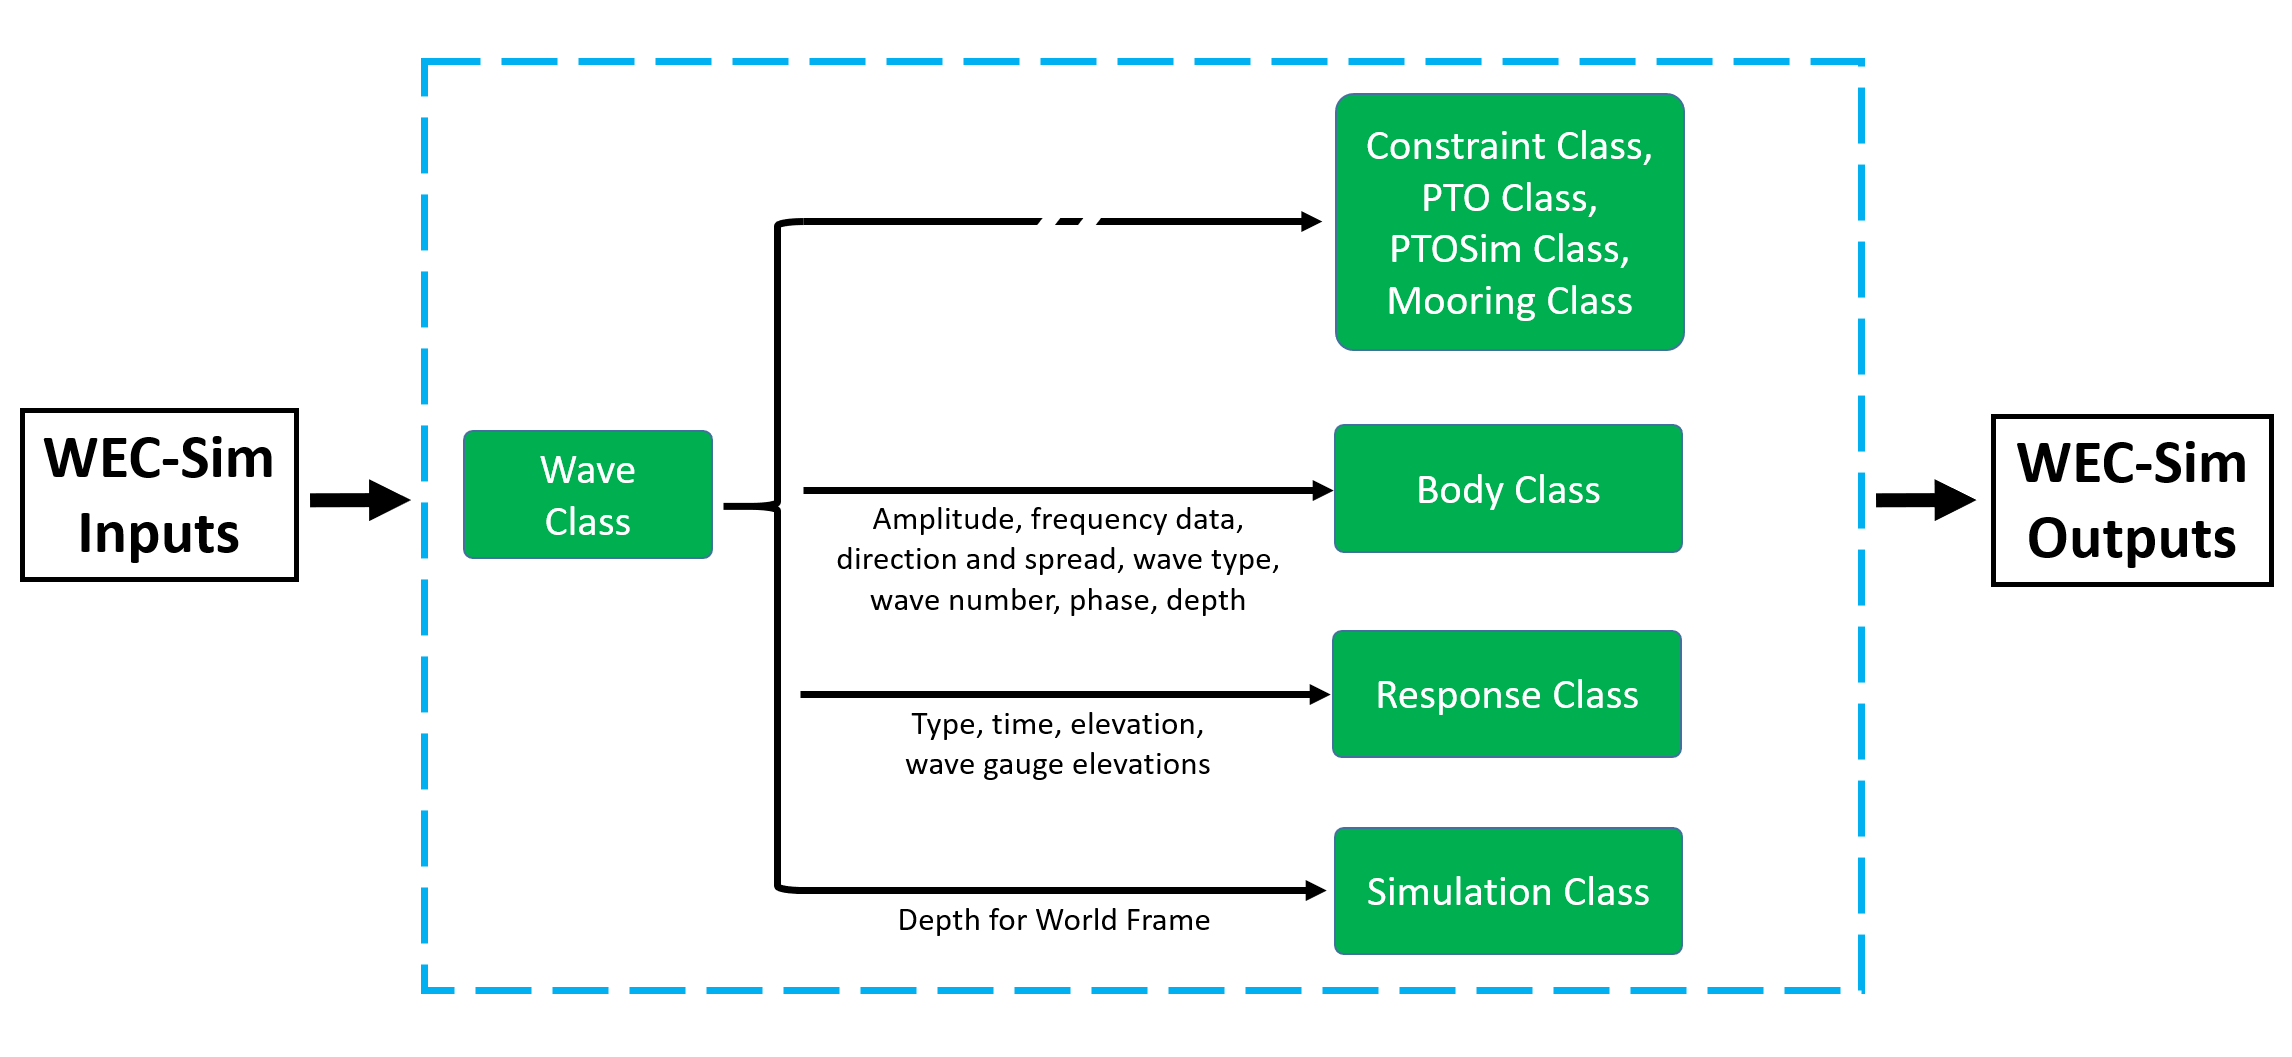 WEC-Sim
Inputs
Wave
Class
Constraint Class,
PTO Class,
PTOSim Class,
Mooring Class
Body Class
Amplitude, frequency data,
direction and spread, wave type,
wave number, phase, depth
Response Class
Type, time, elevation,
wave gauge elevations
Simulation Class
Depth for World Frame
WEC-Sim
Outputs